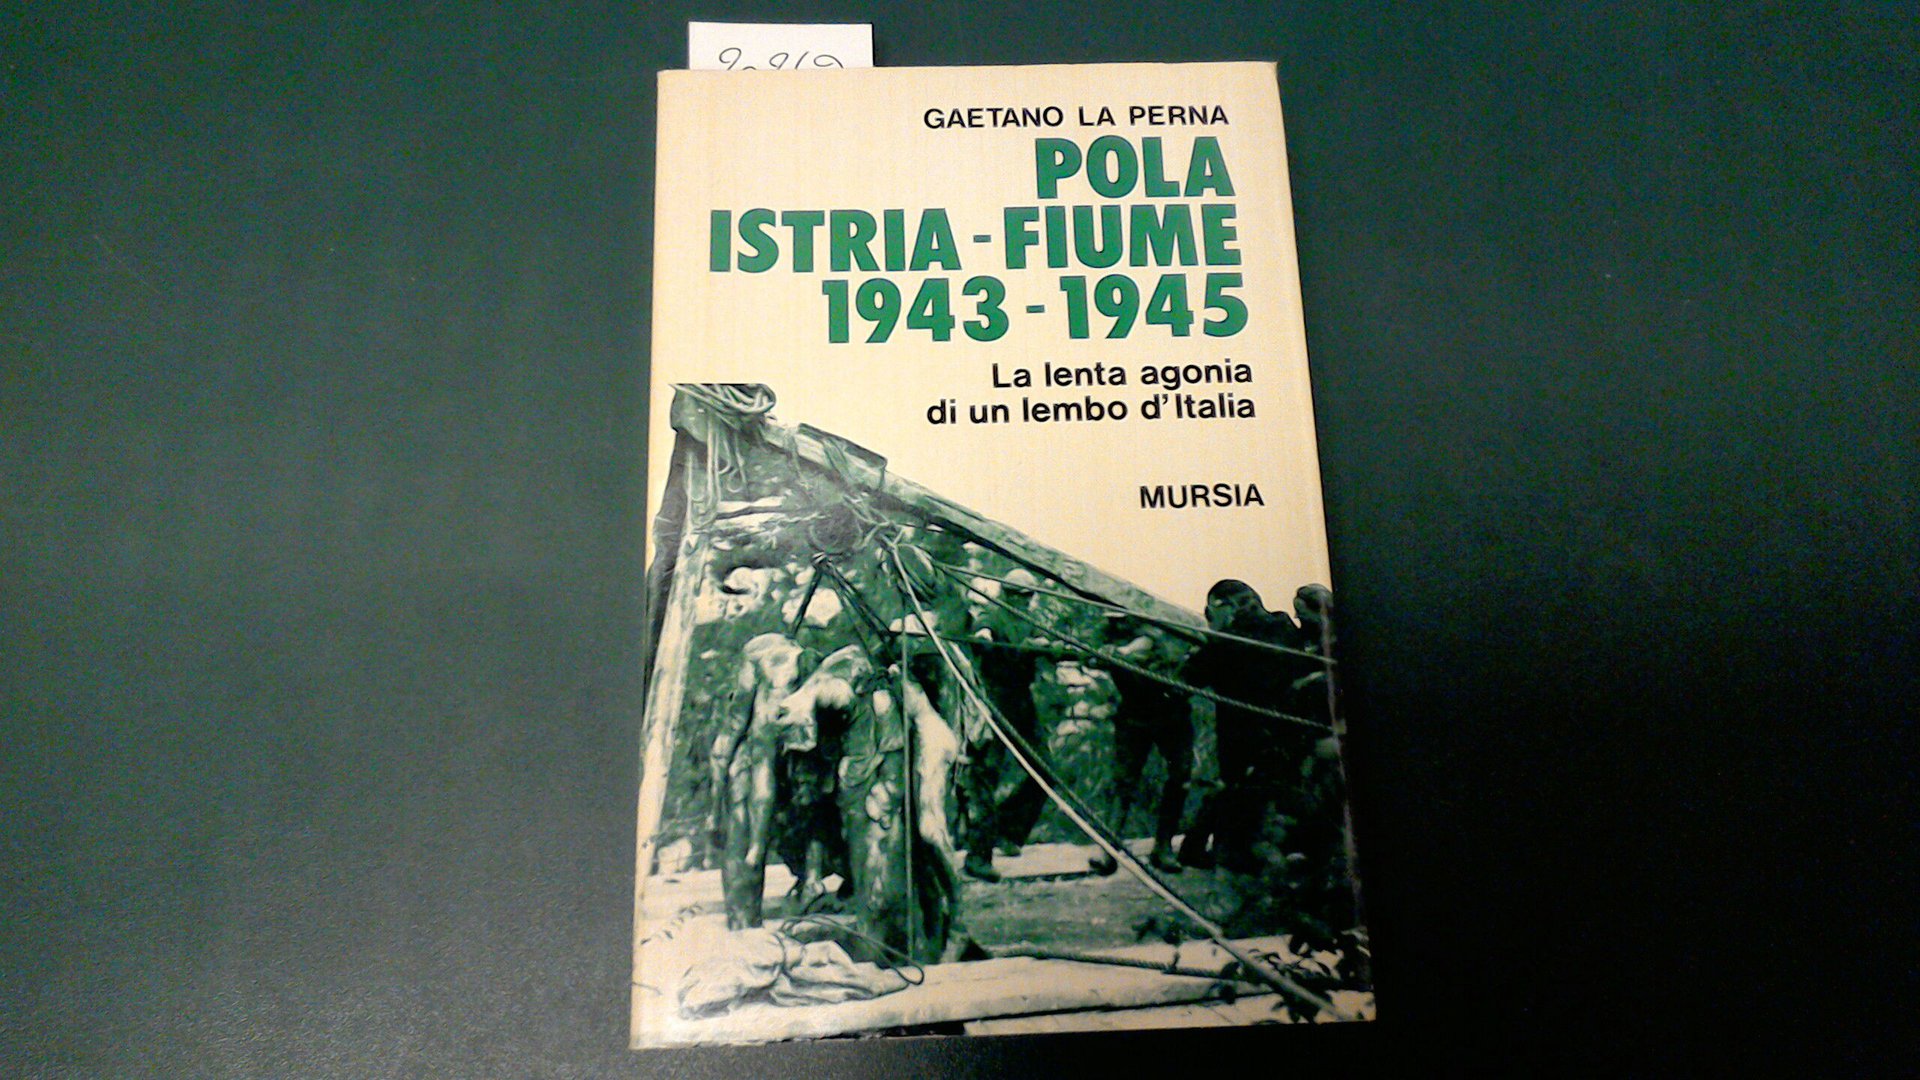 GAETANO LA PERNA
POLA
ISTRIA - FIUME
1943 - 1945
La lenta agonia
di un lembo d'Italia
MURSIA